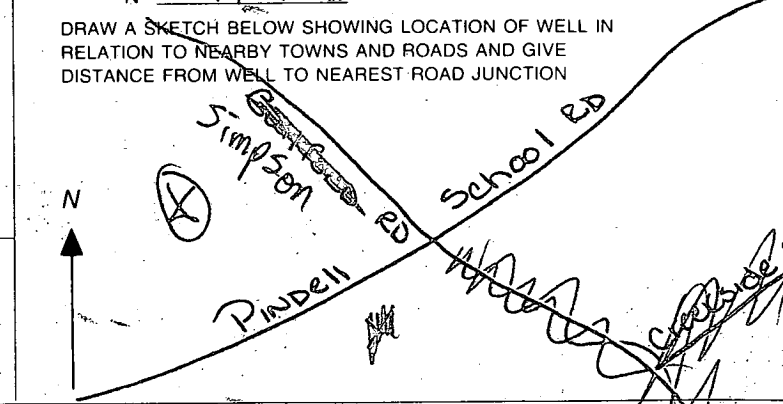 N
DRAW A SKETCH BELOW SHOWING LOCATION OF WELL IN
RELATION TO NEARBY TOWNS AND ROADS AND GIVE
DISTANCE FROM WELL TO NEAREST ROAD JUNCTION
Simpson
RD
School RD
N
X
PINDELL
Creekside